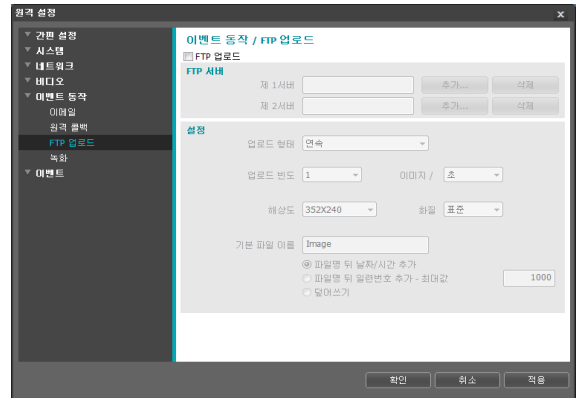 원격 설정
간편 설정
시스템
네트워크
비디오
이벤트 동작
이메일
원격 콜백
FTP 업로드
녹화
이벤트
이벤트 동작 / FTP 업로드
FTP 업로드
FTP 서버
제 1서버 추가... 삭제
제 2서버 추가... 삭제
설정
업로드 형태 연속
업로드 빈도 1 이미지 / 초
해상도 352X240 화질 표준
기본 파일 이름 Image
파일명 뒤 날짜/시간 추가
파일명 뒤 일련번호 추가 - 최대값 1000
덮어쓰기
확인 취소 적용